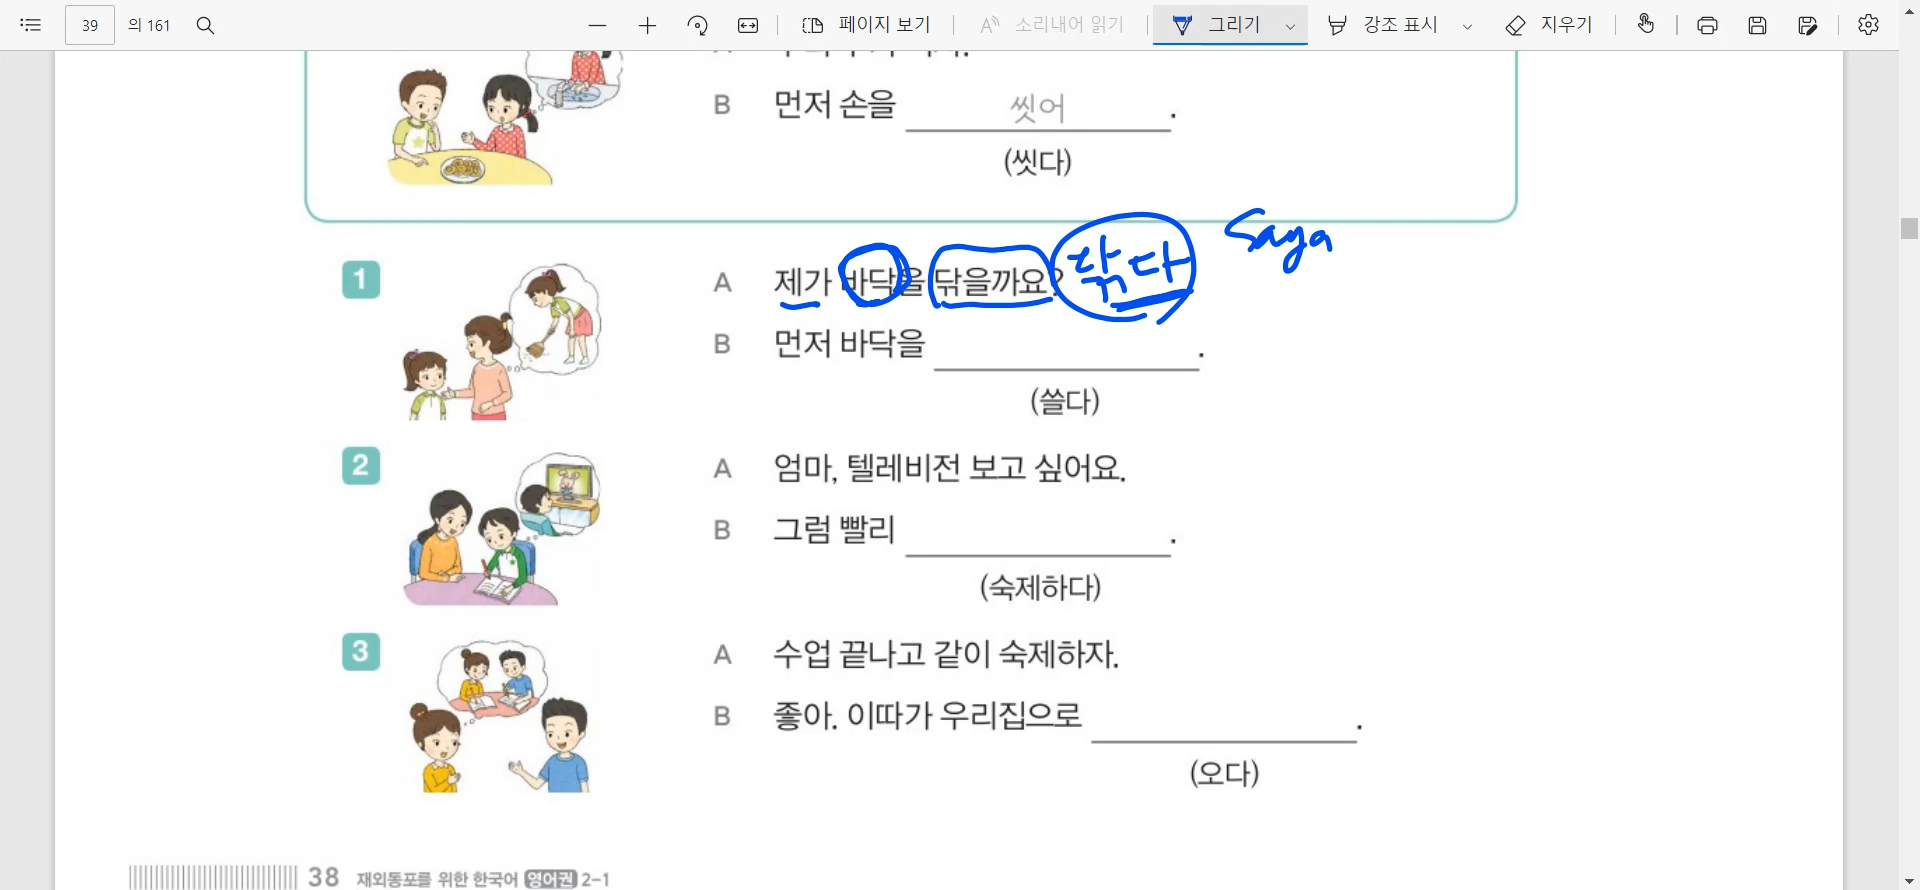 39 의 161 페이지 보기 소리내어 읽기 그리기 강조 표시 지우기
B 먼저 손을 씻어.
(씻다)
Saya
1 A 제가 바닥을 닦을까요? 닦다
B 먼저 바닥을 .
(쓸다)
2 A 엄마, 텔레비전 보고 싶어요.
B 그럼 빨리 .
(숙제하다)
3 A 수업 끝나고 같이 숙제하자.
B 좋아. 이따가 우리집으로 .
(오다)
38 재외동포를 위한 한국어 영어권 2-1